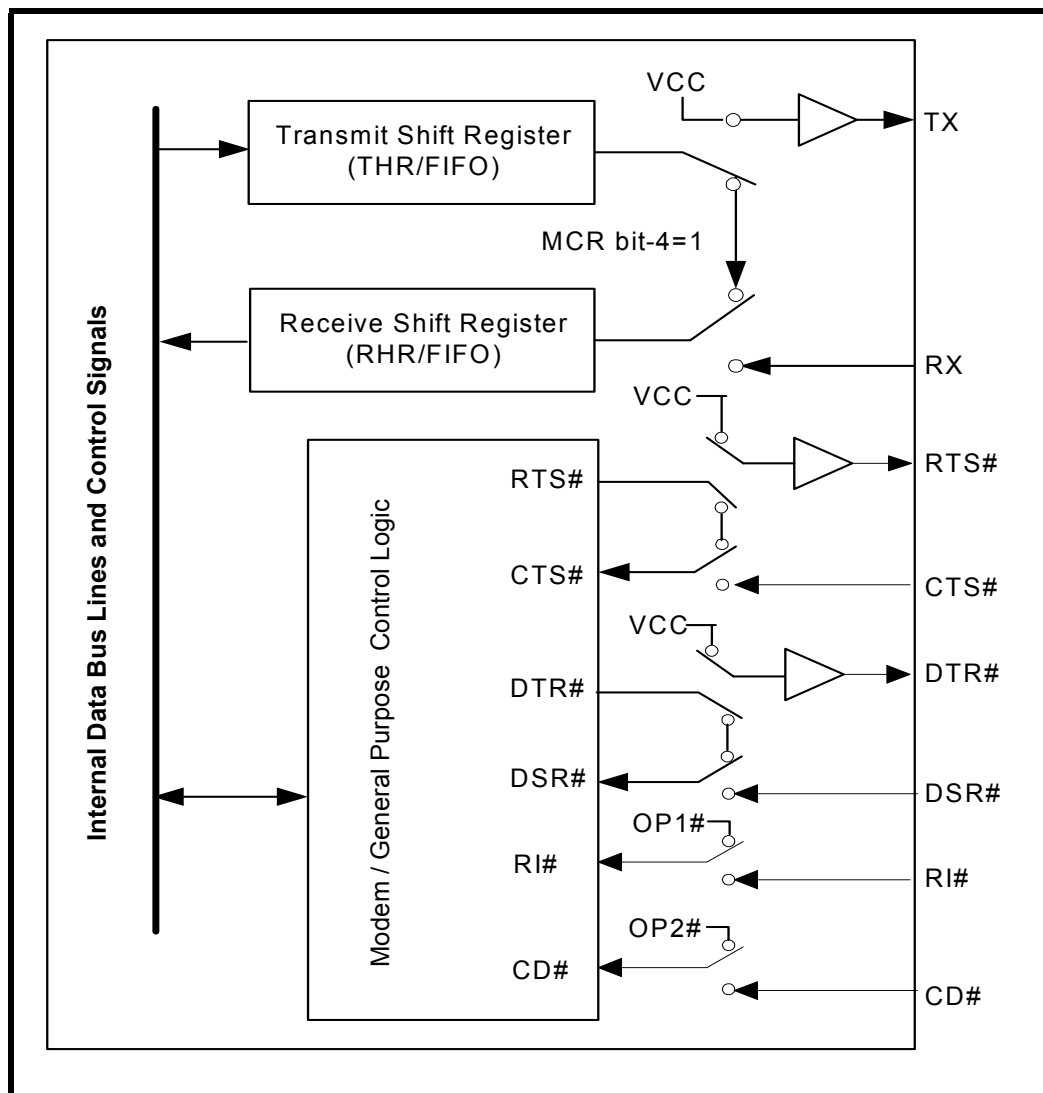 VCC
TX
Transmit Shift Register
(THR/FIFO)
MCR bit-4=1
Receive Shift Register
(RHR/FIFO)
RX
Internal Data Bus Lines and Control Signals
VCC
RTS#
RTS#
CTS#
CTS#
Modem / General Purpose Control Logic
VCC
DTR#
DTR#
DSR#
DSR#
OP1#
RI#
RI#
OP2#
CD#
CD#